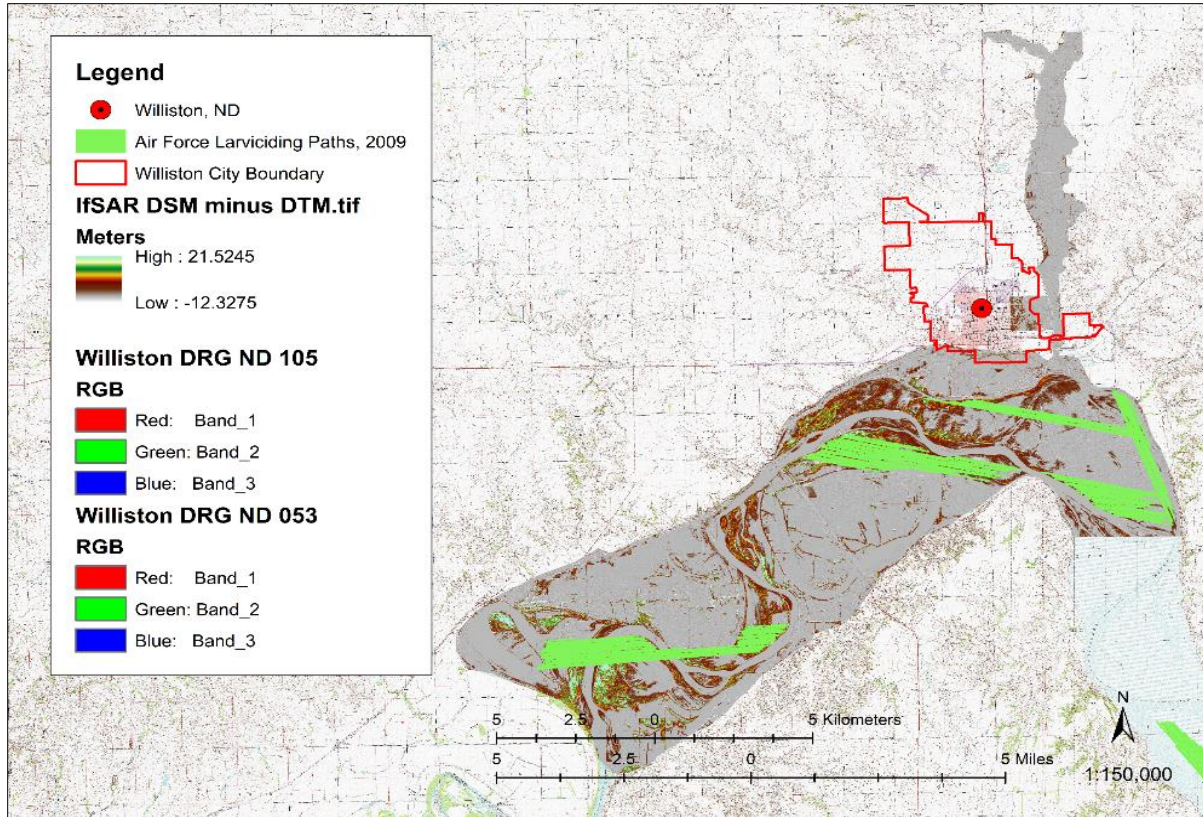 Legend
Williston, ND
Air Force Larviciding Paths, 2009
Williston City Boundary
IfSAR DSM minus DTM.tif
Meters
High : 21.5245
Low : -12.3275
Williston DRG ND 105
RGB
Red: Band_1
Green: Band_2
Blue: Band_3
Williston DRG ND 053
RGB
Red: Band_1
Green: Band_2
Blue: Band_3
5 2.5 0 5 Kilometers
5 2.5 0 5 Miles
N
1:150,000